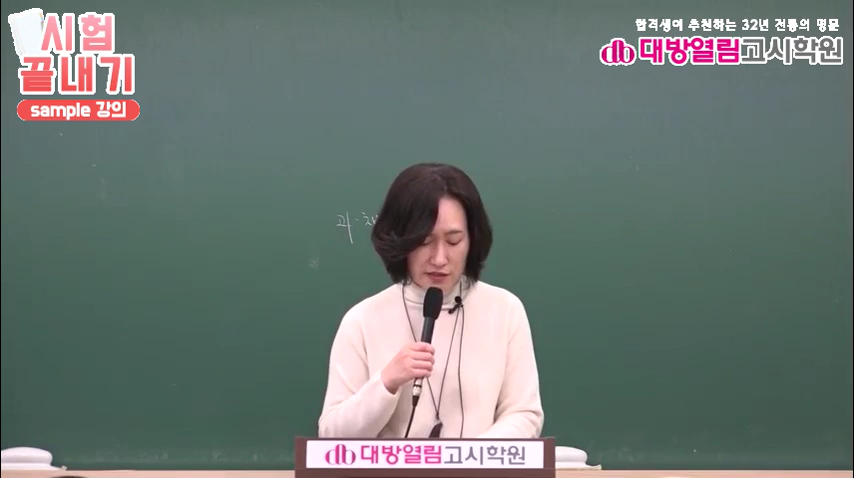 시험
끝내기
sample 강의
합격생이 추천하는 32년 전통의 명문
대방열림고시학원
대방열림고시학원